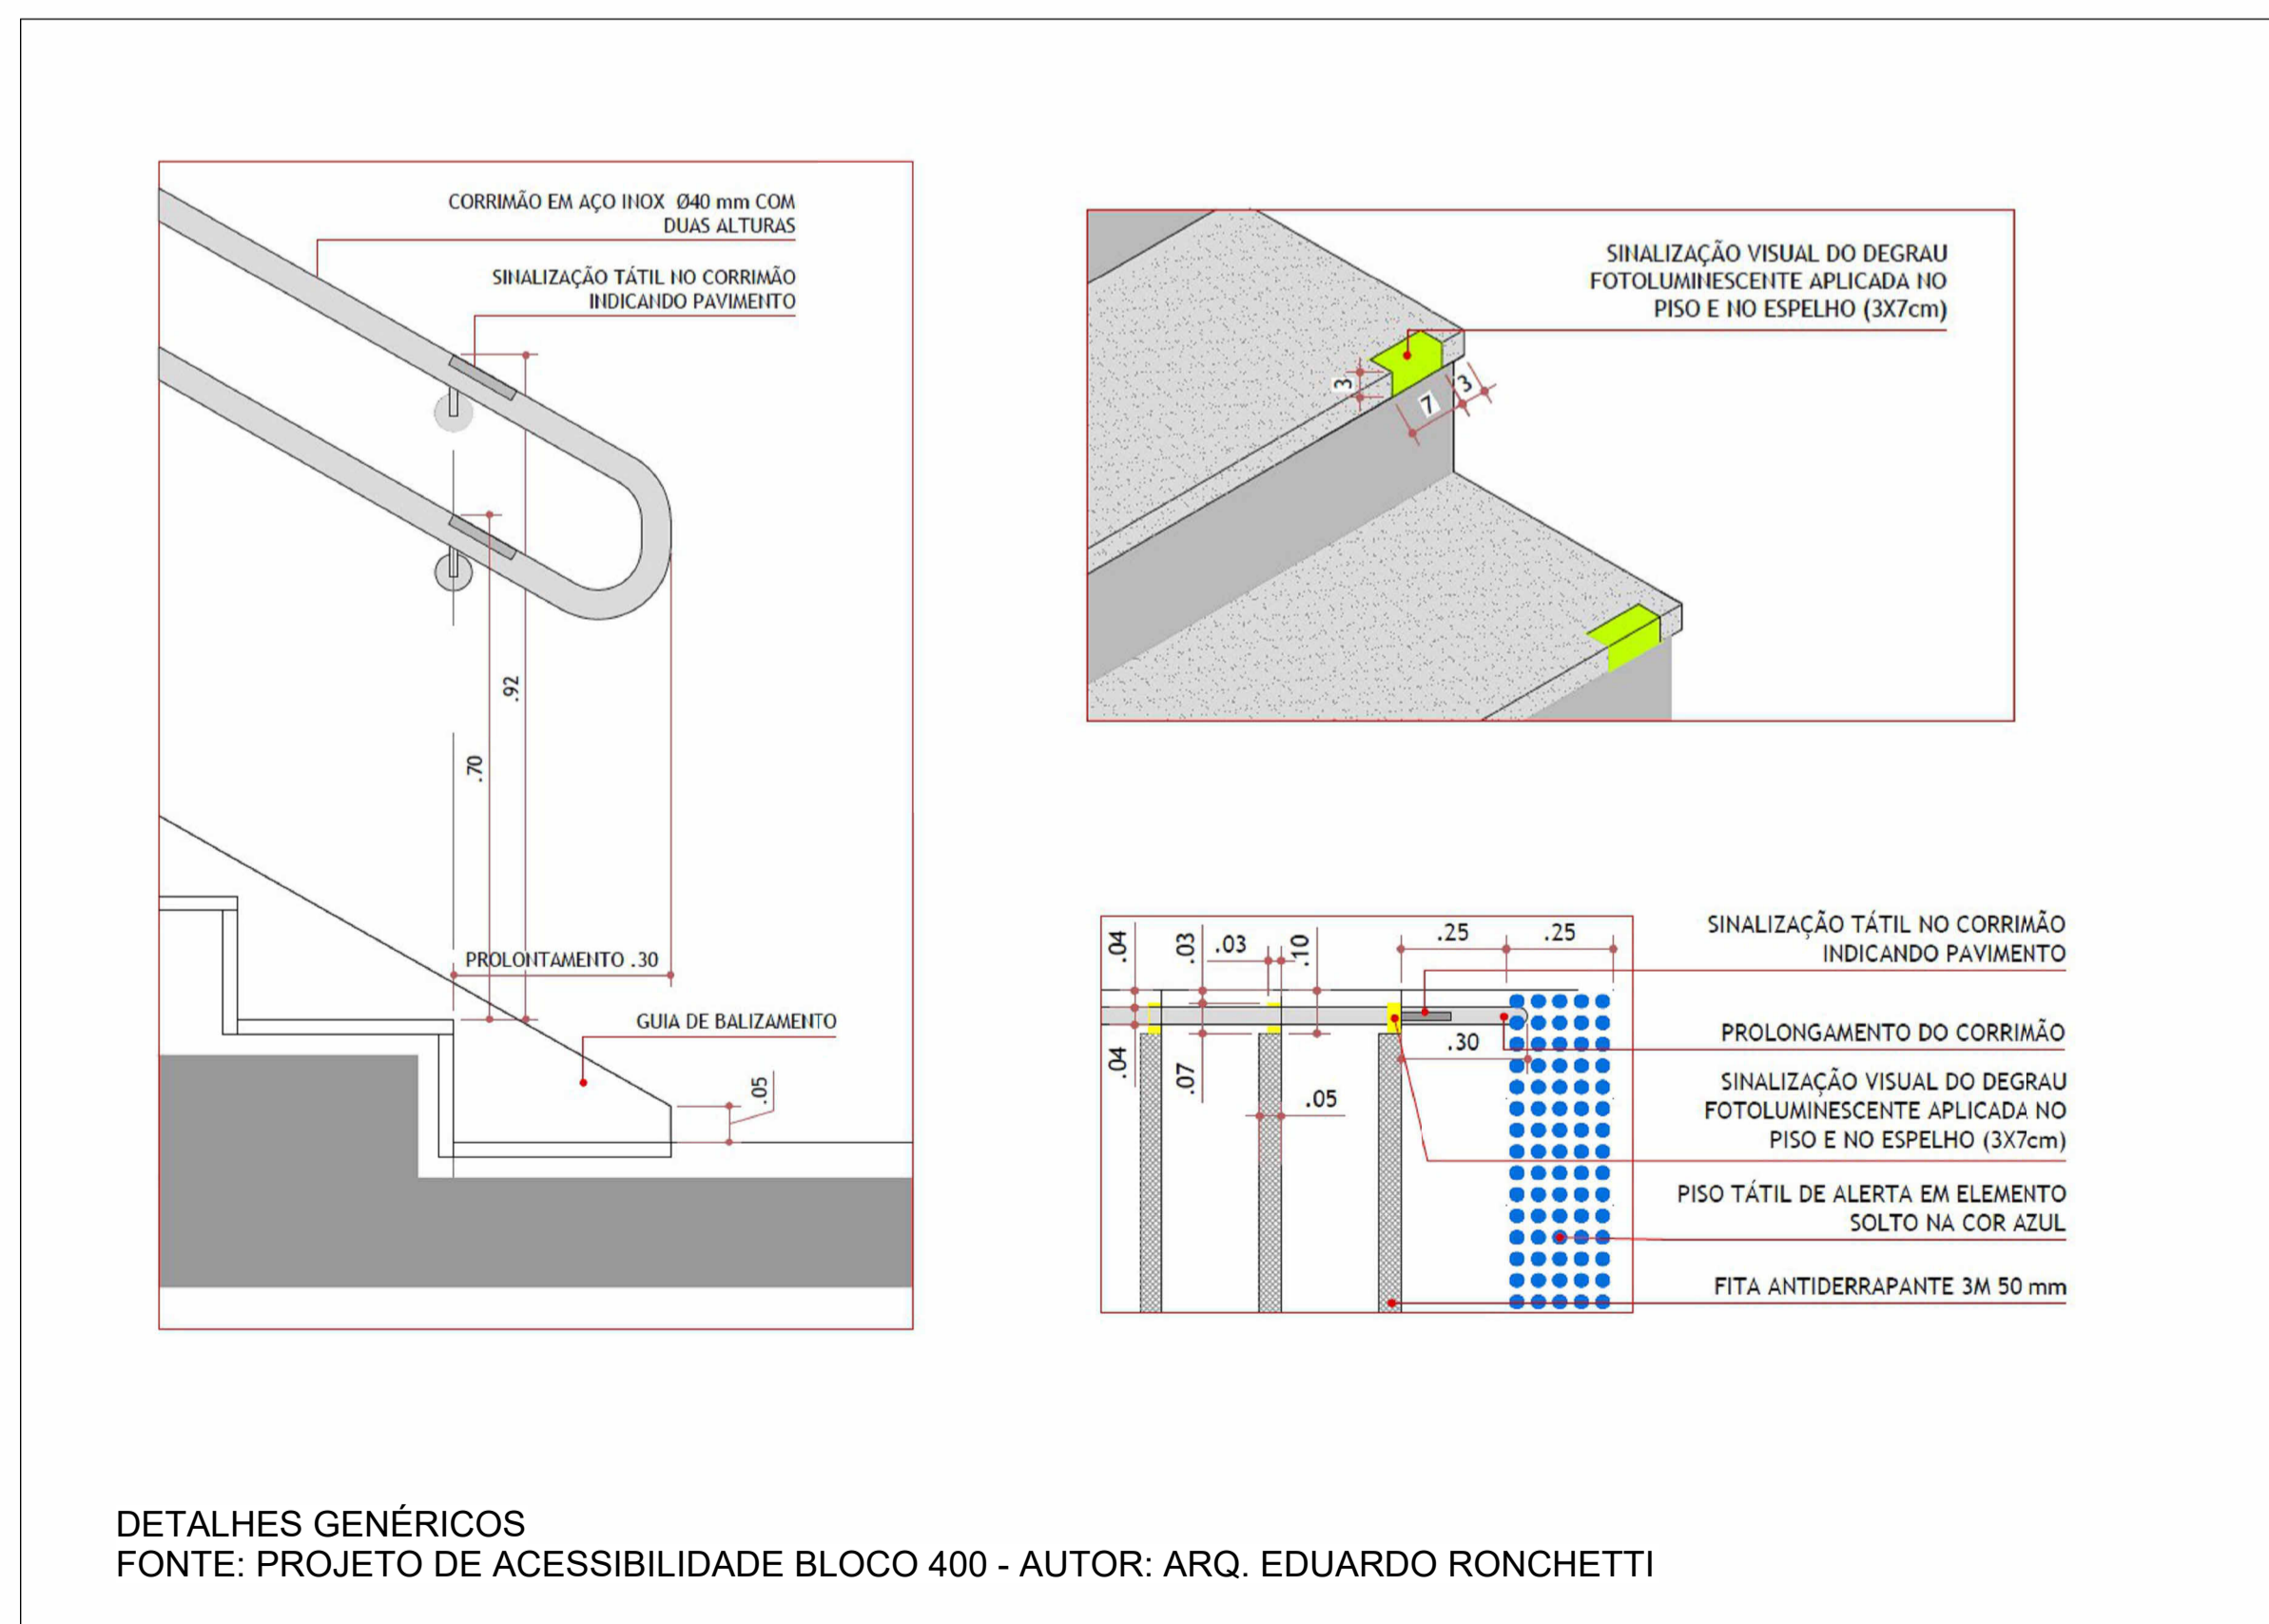 CORRIMÃO EM AÇO INOX Ø40 mm COM
DUAS ALTURAS
SINALIZAÇÃO TÁTIL NO CORRIMÃO
INDICANDO PAVIMENTO
.92
.70
PROLONTAMENTO .30
GUIA DE BALIZAMENTO
.05
SINALIZAÇÃO VISUAL DO DEGRAU
FOTOLUMINESCENTE APLICADA NO
PISO E NO ESPELHO (3X7cm)
3
7
3
.04
.03
.03
.10
.25
.25
.04
.07
.05
.30
SINALIZAÇÃO TÁTIL NO CORRIMÃO
INDICANDO PAVIMENTO
PROLONGAMENTO DO CORRIMÃO
SINALIZAÇÃO VISUAL DO DEGRAU
FOTOLUMINESCENTE APLICADA NO
PISO E NO ESPELHO (3X7cm)
PISO TÁTIL DE ALERTA EM ELEMENTO
SOLTO NA COR AZUL
FITA ANTIDERRAPANTE 3M 50 mm
DETALHES GENÉRICOS
FONTE: PROJETO DE ACESSIBILIDADE BLOCO 400 - AUTOR: ARQ. EDUARDO RONCHETTI